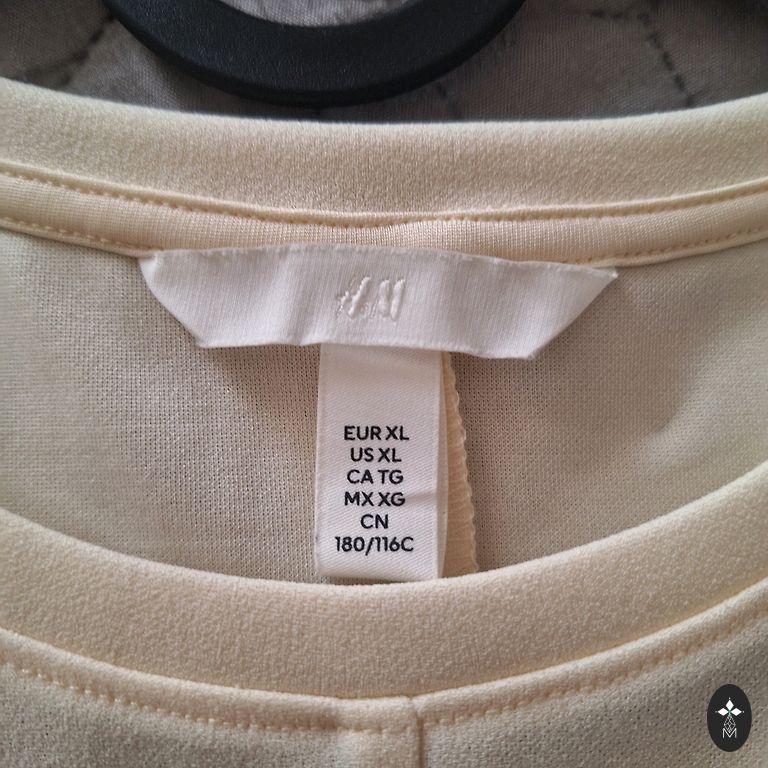 H&M
EUR XL
US XL
CA TG
MX XG
CN
180/116C
M